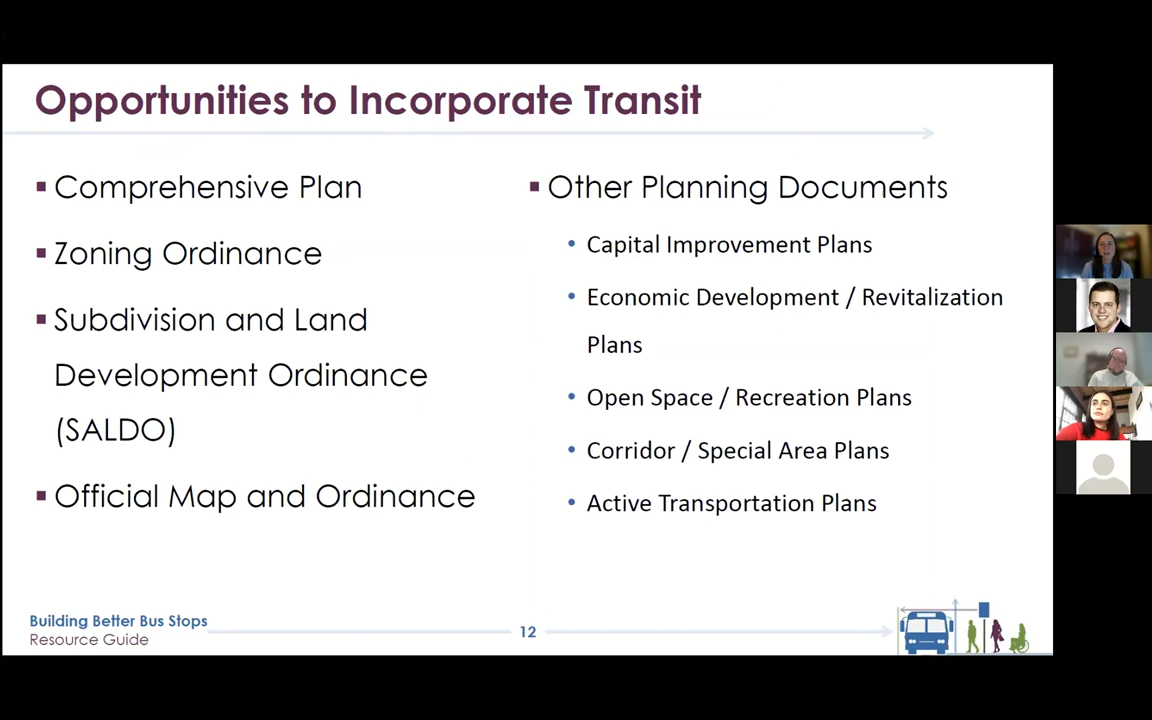 Opportunities to Incorporate Transit
Comprehensive Plan
Zoning Ordinance
Subdivision and Land
Development Ordinance
(SALDO)
Official Map and Ordinance
Other Planning Documents
Capital Improvement Plans
Economic Development / Revitalization
Plans
Open Space / Recreation Plans
Corridor / Special Area Plans
Active Transportation Plans
Building Better Bus Stops
Resource Guide
12